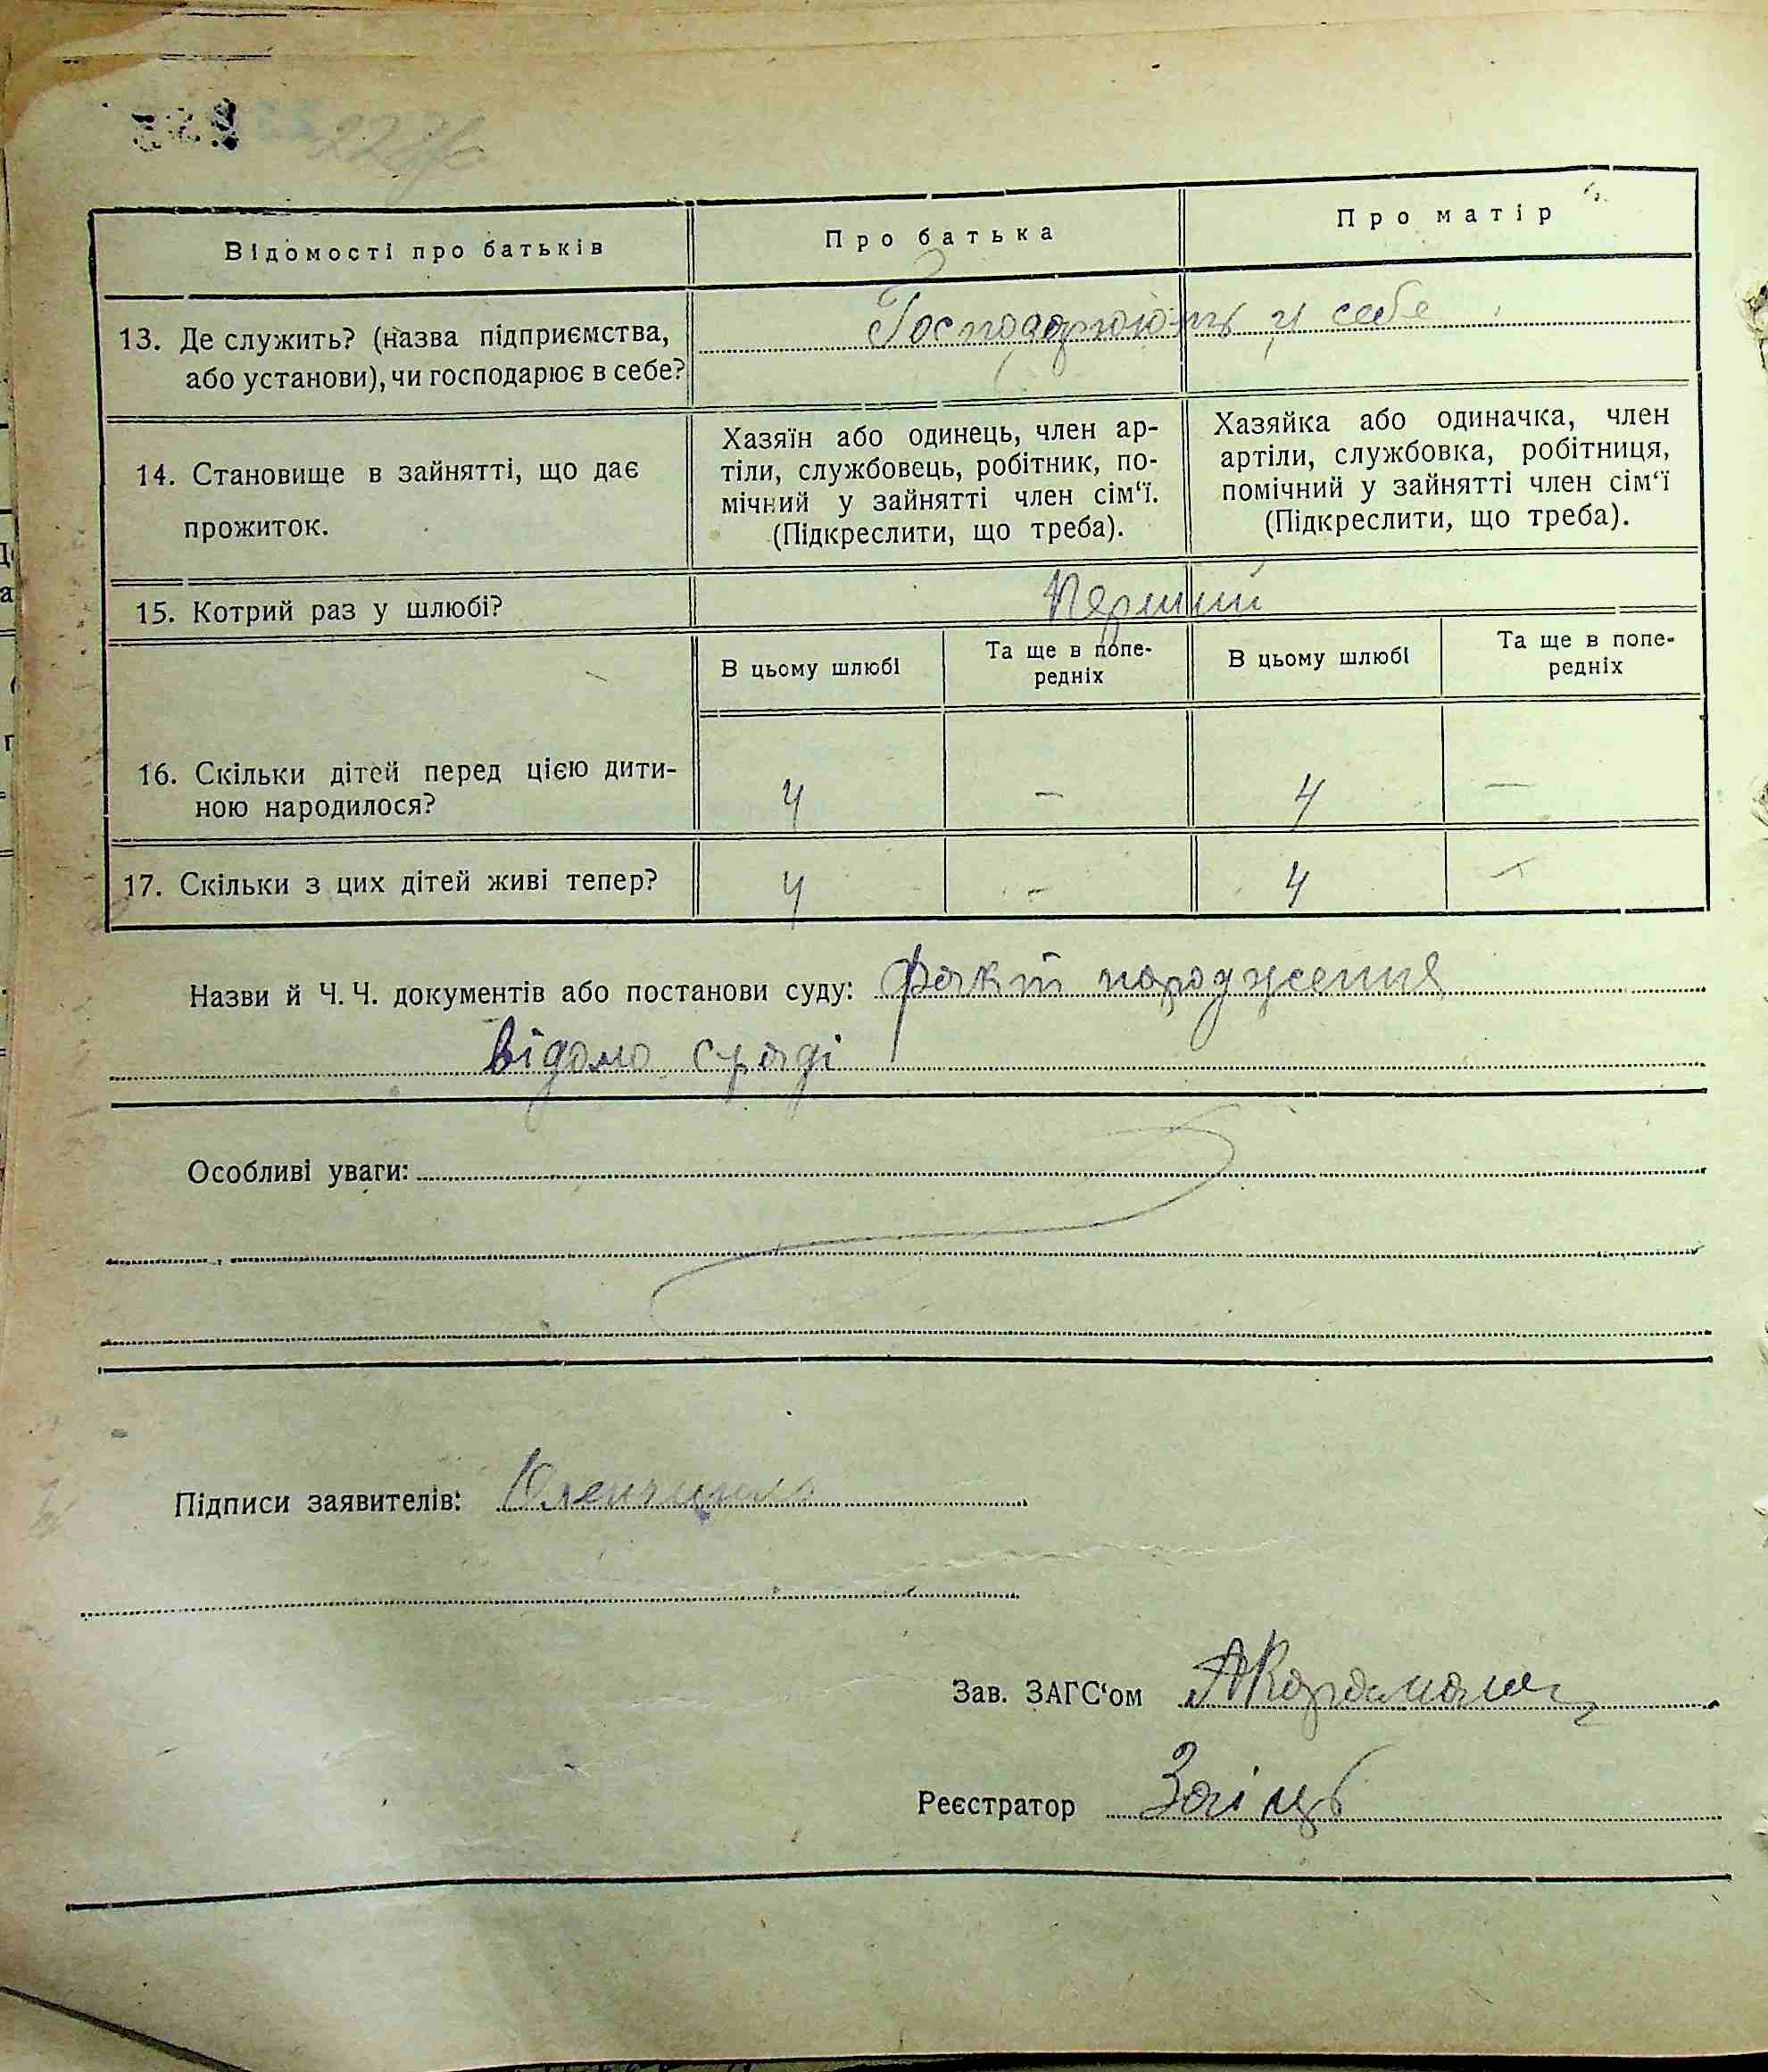 Відомості про батьків
Про батька
Про матір
13. Де служить? (назва підприємства,
або установи), чи господарює в себе?
Господарюють у себе
14. Становище в зайнятті, що дає
прожиток.
Хазяїн або одинець, член ар-
тіли, службовець, робітник, по-
мічний у зайнятті член сім‘ї.
(Підкреслити, що треба).
Хазяйка або одиначка, член
артіли, службовка, робітниця,
помічний у зайнятті член сім‘ї
(Підкреслити, що треба).
15. Котрий раз у шлюбі?
Перший
В цьому шлюбі
Та ще в попе-
редніх
В цьому шлюбі
Та ще в попе-
редніх
16. Скільки дітей перед цією дити-
ною народилося?
4 – 4 –
17. Скільки з цих дітей живі тепер?
4 – 4 –
Назви й Ч. Ч. документів або постанови суду: Факт народження
відомо сраді
Особливі уваги:
Підписи заявителів:
Зав. ЗАГС‘ом
Реєстратор Заїць